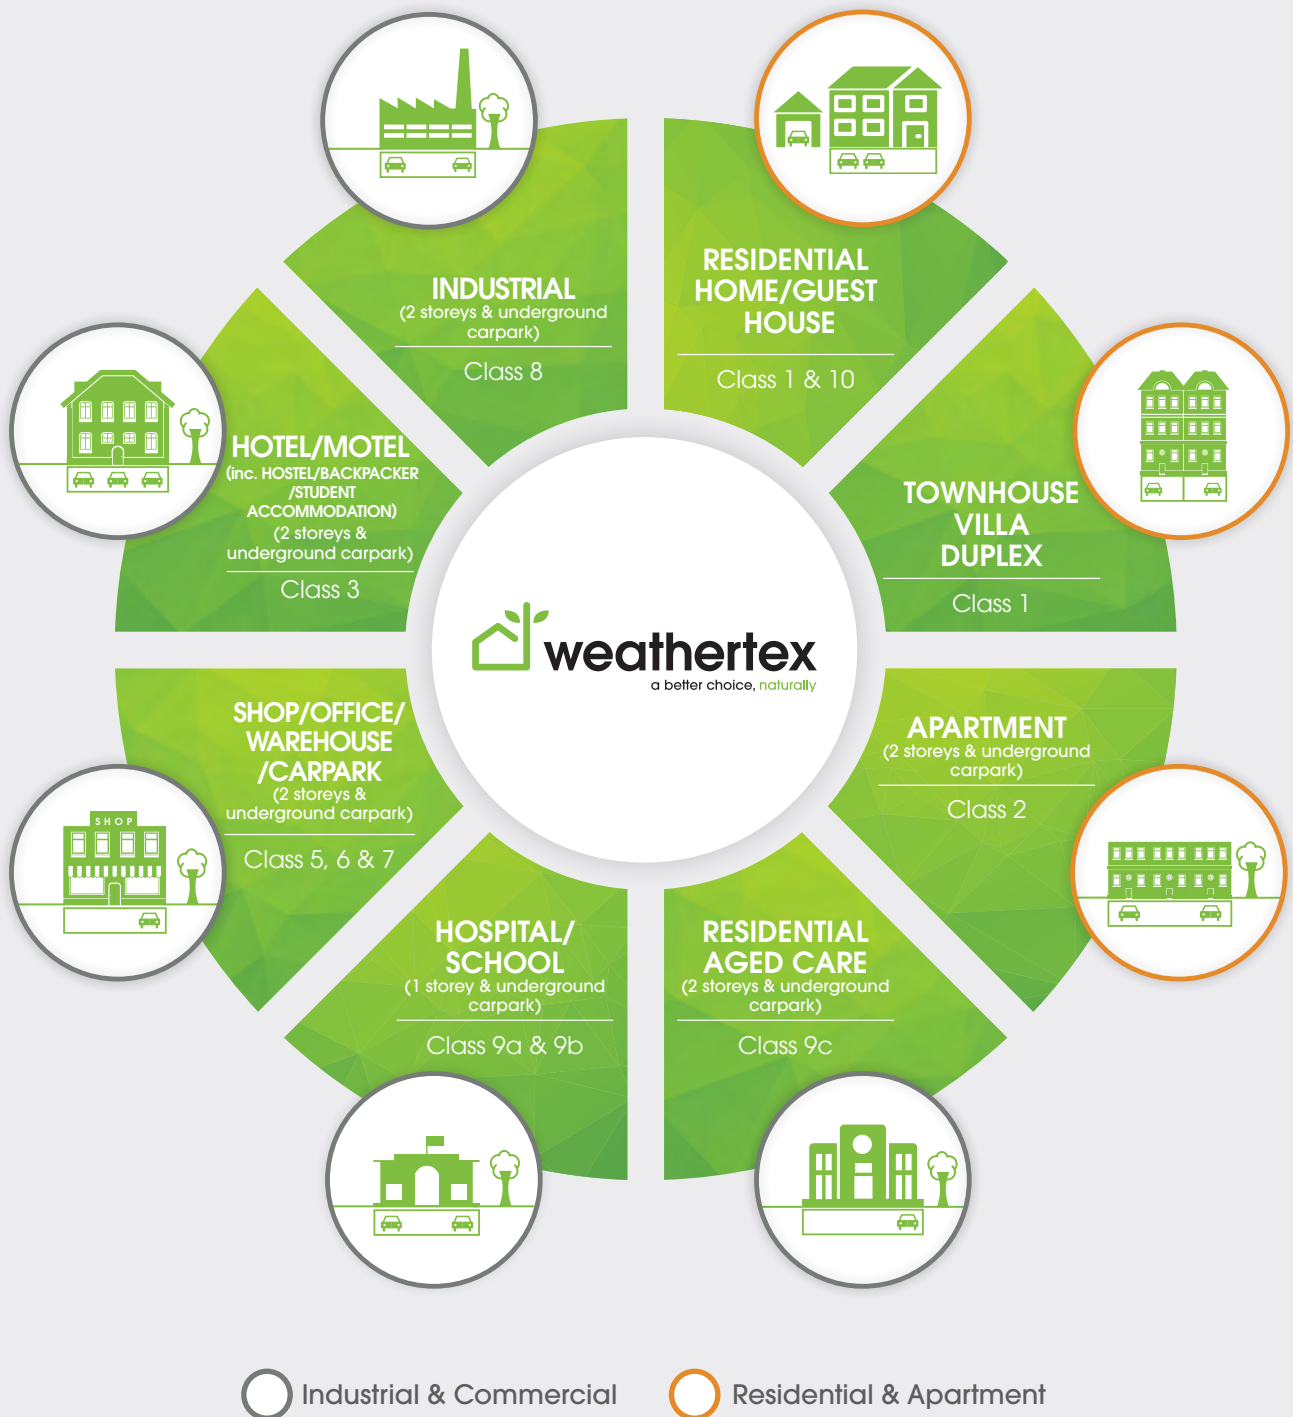 INDUSTRIAL
(2 storeys & underground
carpark)
Class 8
RESIDENTIAL
HOME/GUEST
HOUSE
Class 1 & 10
HOTEL/MOTEL
(inc. HOSTEL/BACKPACKER
/STUDENT
ACCOMMODATION)
(2 storeys &
underground carpark)
Class 3
TOWNHOUSE
VILLA
DUPLEX
Class 1
weathertex
a better choice, naturally
SHOP/OFFICE/
WAREHOUSE
/CARPARK
(2 storeys &
underground carpark)
Class 5, 6 & 7
SHOP
APARTMENT
(2 storeys & underground
carpark)
Class 2
HOSPITAL/
SCHOOL
(1 storey & underground
carpark)
Class 9a & 9b
RESIDENTIAL
AGED CARE
(2 storeys & underground
carpark)
Class 9c
Industrial & Commercial
Residential & Apartment